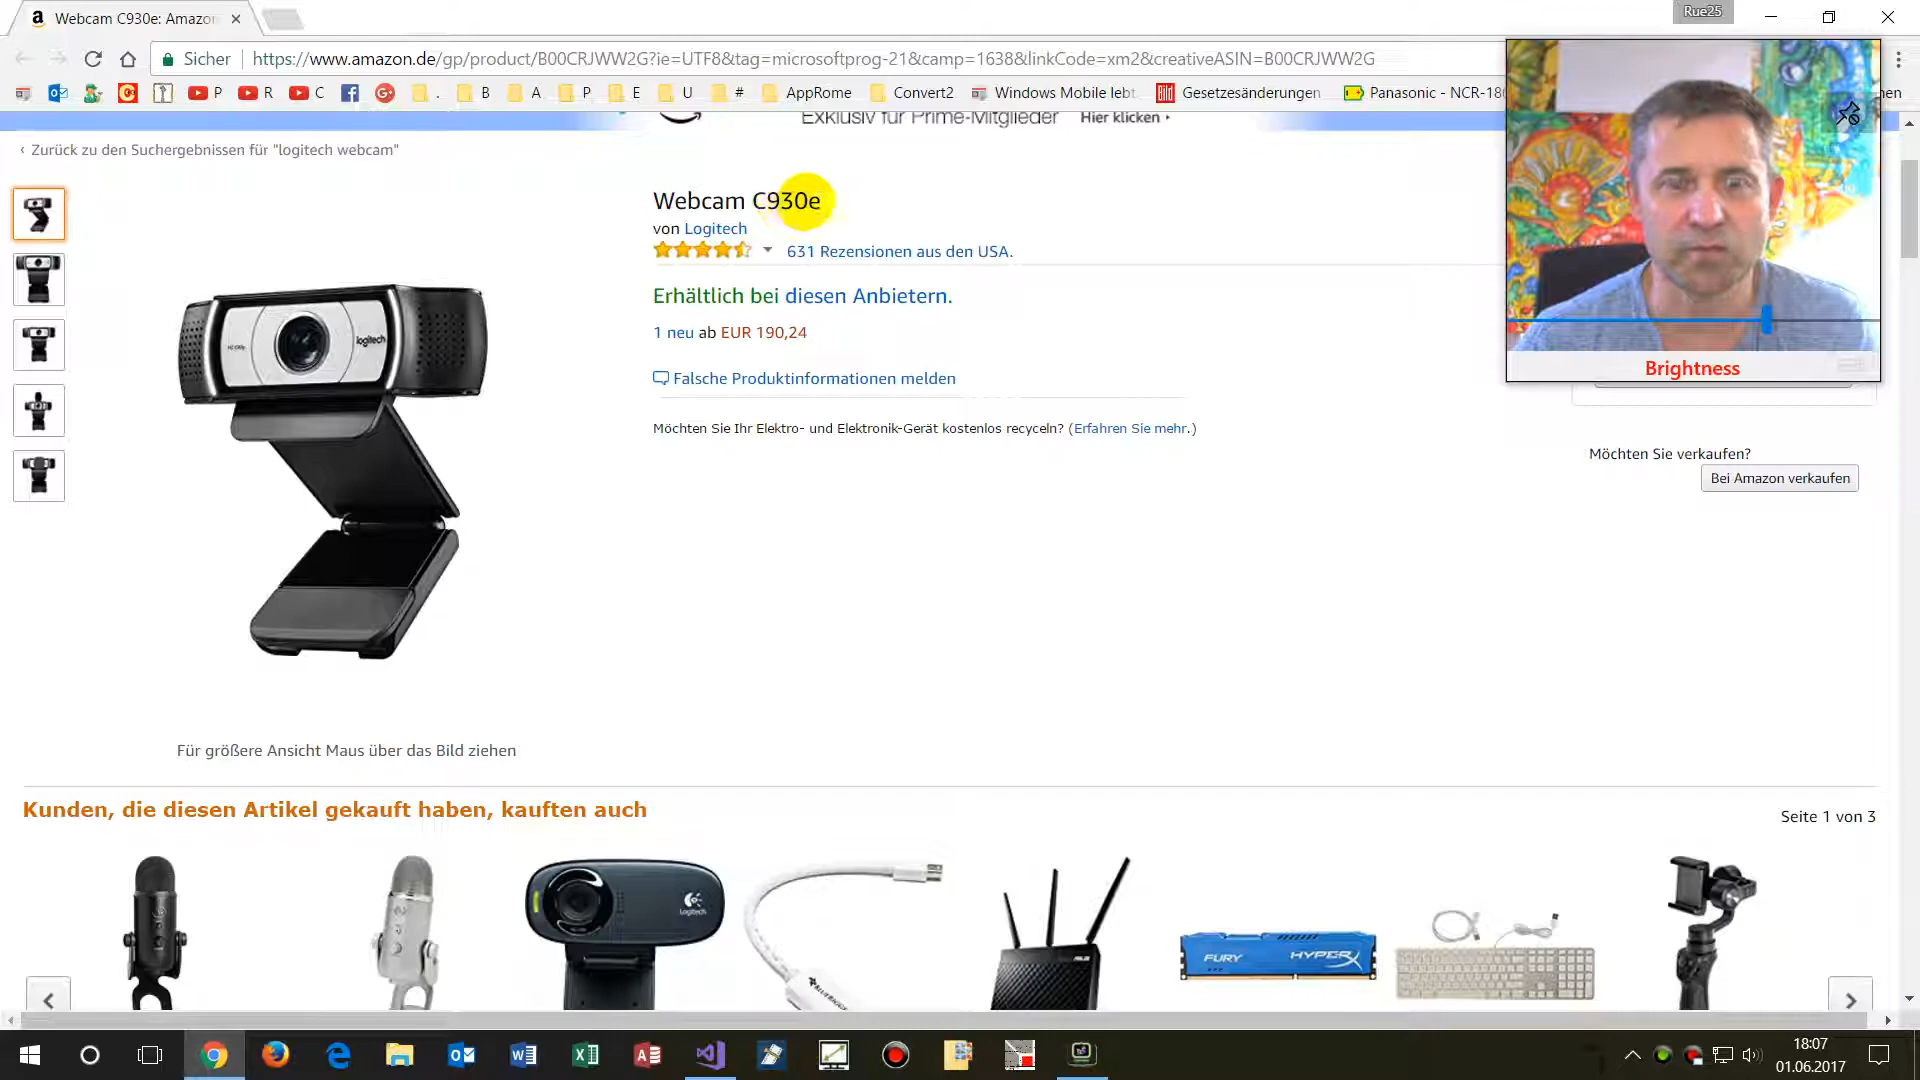 Webcam C930e: Amazo
Rue25
Sicher
https://www.amazon.de/gp/product/B00CRJWW2G?ie=UTF8&tag=microsoftprog-21&camp=1638&linkCode=xm2&creativeASIN=B00CRJWW2G
P R C . B A P E U # AppRome Convert2 Windows Mobile lebt Bild Gesetzesänderungen Panasonic - NCR-18
Exklusiv für Prime-Mitglieder Hier klicken
‹ Zurück zu den Suchergebnissen für "logitech webcam"
Webcam C930e
von Logitech
631 Rezensionen aus den USA.
Erhältlich bei diesen Anbietern.
1 neu ab EUR 190,24
Falsche Produktinformationen melden
Möchten Sie Ihr Elektro- und Elektronik-Gerät kostenlos recyceln? (Erfahren Sie mehr.)
logitech
Brightness
Möchten Sie verkaufen?
Bei Amazon verkaufen
Für größere Ansicht Maus über das Bild ziehen
Kunden, die diesen Artikel gekauft haben, kauften auch
Seite 1 von 3
Logitech
FURY HYPERX
18:07
01.06.2017